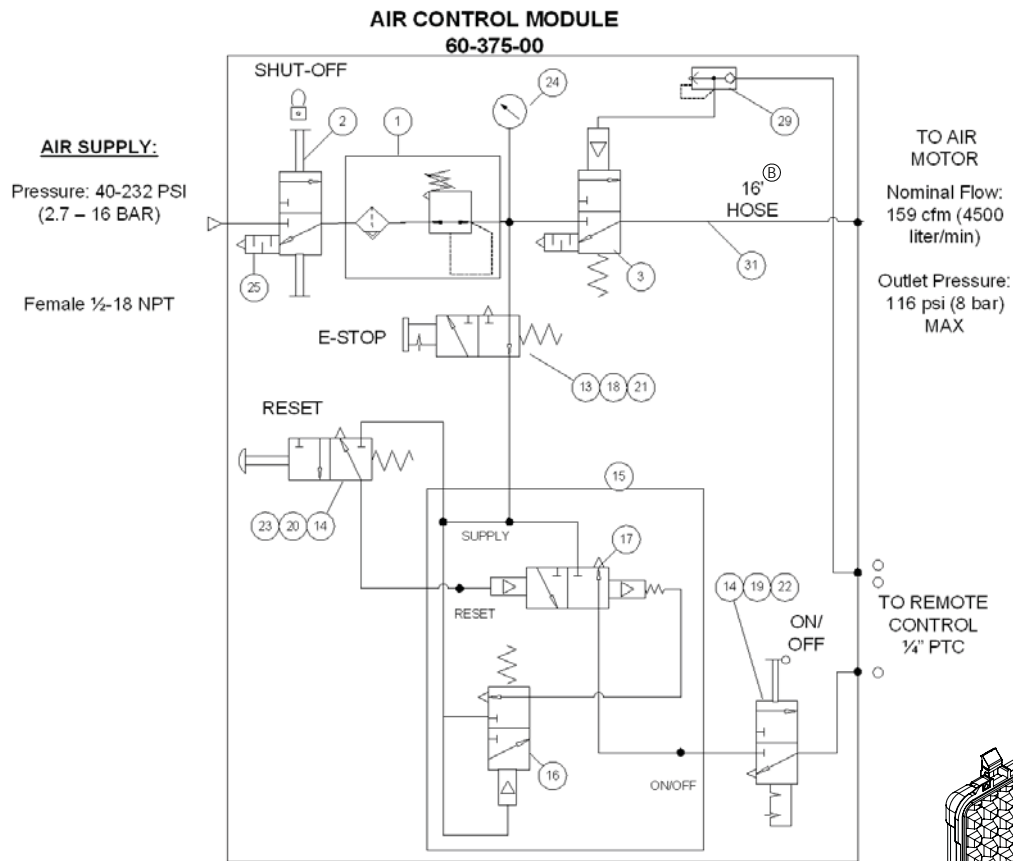 AIR CONTROL MODULE
60-375-00
SHUT-OFF
AIR SUPPLY:
Pressure: 40-232 PSI
(2.7 – 16 BAR)
Female ½-18 NPT
2
1
24
29
25
3
B
16'
HOSE
31
TO AIR
MOTOR
Nominal Flow:
159 cfm (4500
liter/min)
Outlet Pressure:
116 psi (8 bar)
MAX
E-STOP
13 18 21
RESET
23 20 14
15
SUPPLY
17
RESET
16
ON/OFF
14 19 22
ON/
OFF
TO REMOTE
CONTROL
¼" PTC